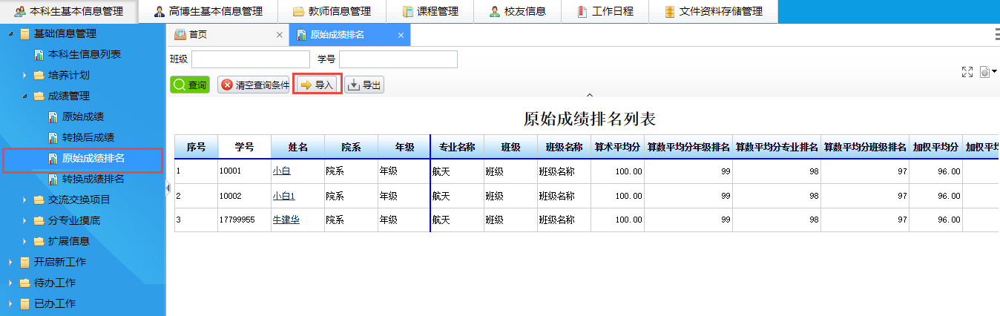 本科生基本信息管理 高博生基本信息管理 教师信息管理 课程管理 校友信息 工作日程 文件资料存储管理
基础信息管理
本科生信息列表
培养计划
成绩管理
原始成绩
转换后成绩
原始成绩排名
转换成绩排名
交流交换项目
分专业摸底
扩展信息
开启新工作
待办工作
已办工作
首页 原始成绩排名
班级 学号
查询 清空查询条件 导入 导出
原始成绩排名列表
序号 学号 姓名 院系 年级 专业名称 班级 班级名称 算术平均分 算数平均分年级排名 算数平均分专业排名 算数平均分班级排名 加权平均分 加权平均
1 10001 小白 院系 年级 航天 班级 班级名称 100.00 99 98 97 96.00
2 10002 小白1 院系 年级 航天 班级 班级名称 100.00 99 98 97 96.00
3 17799955 牛建华 院系 年级 航天 班级 班级名称 100.00 99 98 97 96.00